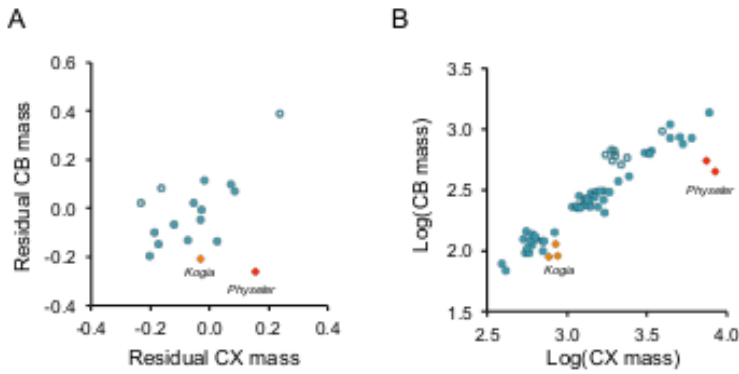 A
B
0.6
0.4
0.2
0.0
-0.2
-0.4
Residual CB mass
Kogia
Physeter
-0.4
-0.2
0.0
0.2
0.4
Residual CX mass
3.5
3.0
2.5
2.0
1.5
Log(CB mass)
Physeter
Kogia
2.5
3.0
3.5
4.0
Log(CX mass)